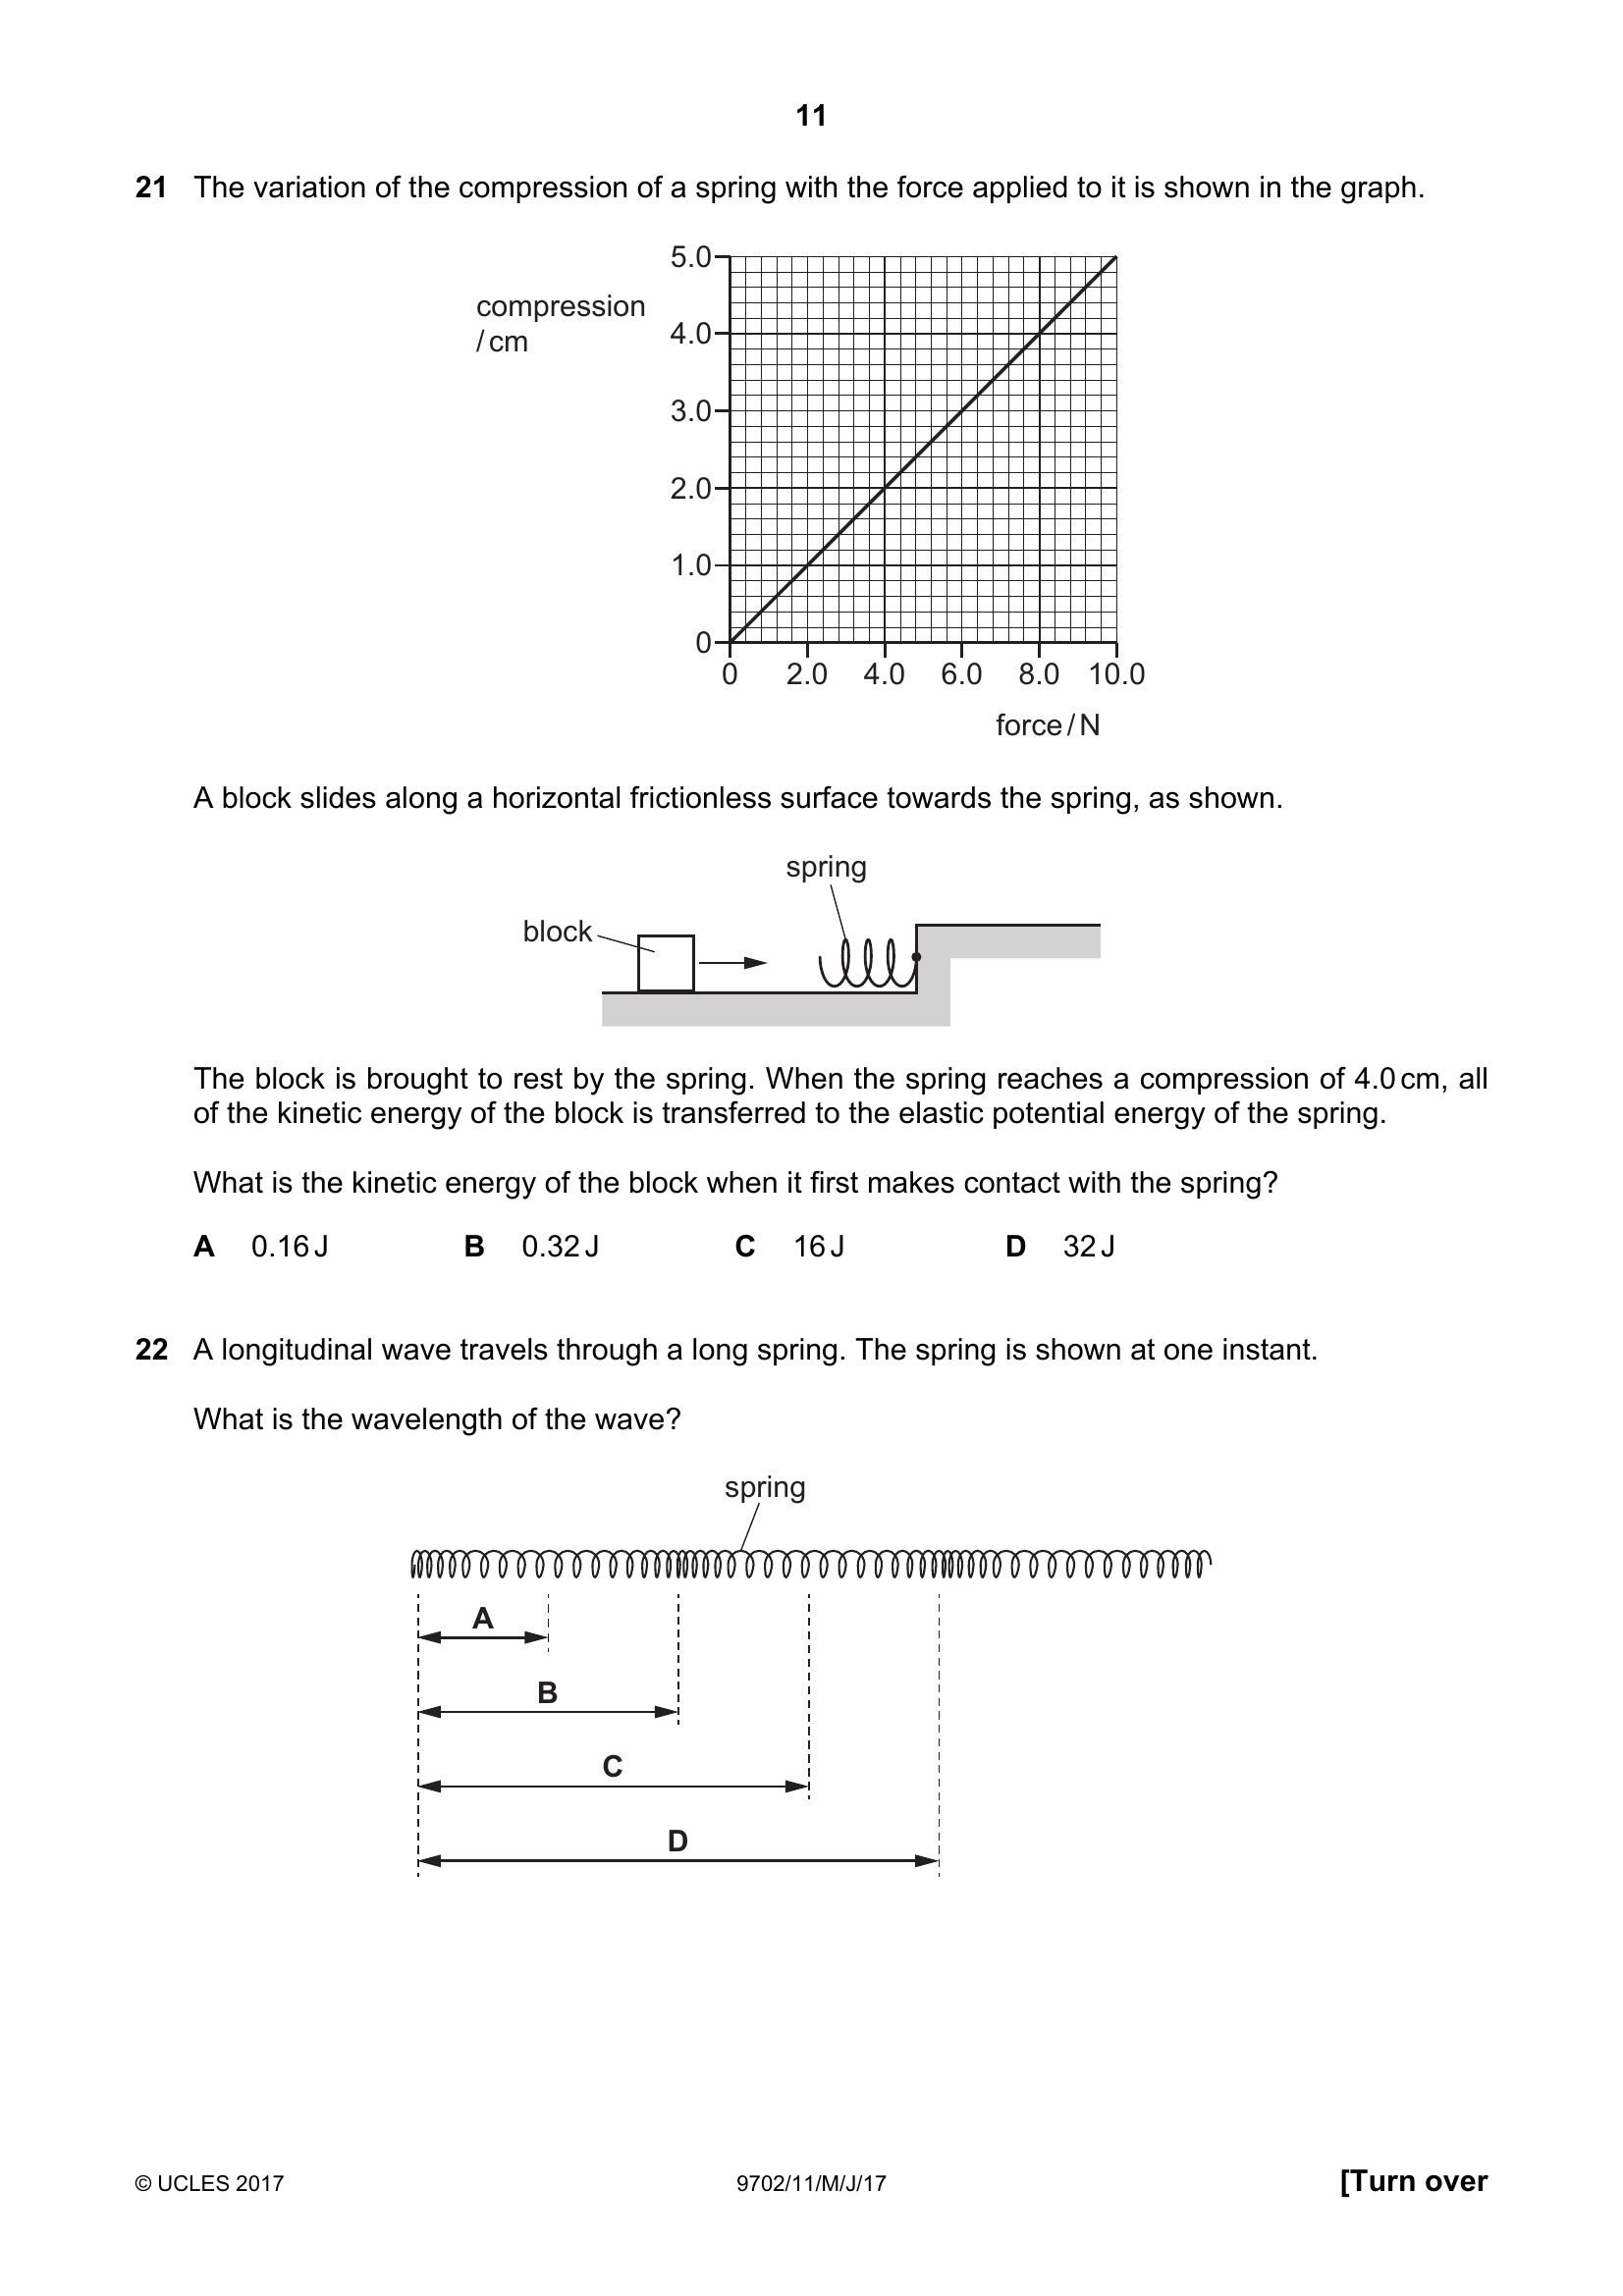 11
21 The variation of the compression of a spring with the force applied to it is shown in the graph.
5.0
compression
/ cm
4.0
3.0
2.0
1.0
0
0 2.0 4.0 6.0 8.0 10.0
force / N
A block slides along a horizontal frictionless surface towards the spring, as shown.
spring
block
The block is brought to rest by the spring. When the spring reaches a compression of 4.0 cm, all
of the kinetic energy of the block is transferred to the elastic potential energy of the spring.
What is the kinetic energy of the block when it first makes contact with the spring?
A 0.16 J B 0.32 J C 16 J D 32 J
22 A longitudinal wave travels through a long spring. The spring is shown at one instant.
What is the wavelength of the wave?
spring
A
B
C
D
© UCLES 2017 9702/11/M/J/17 [Turn over